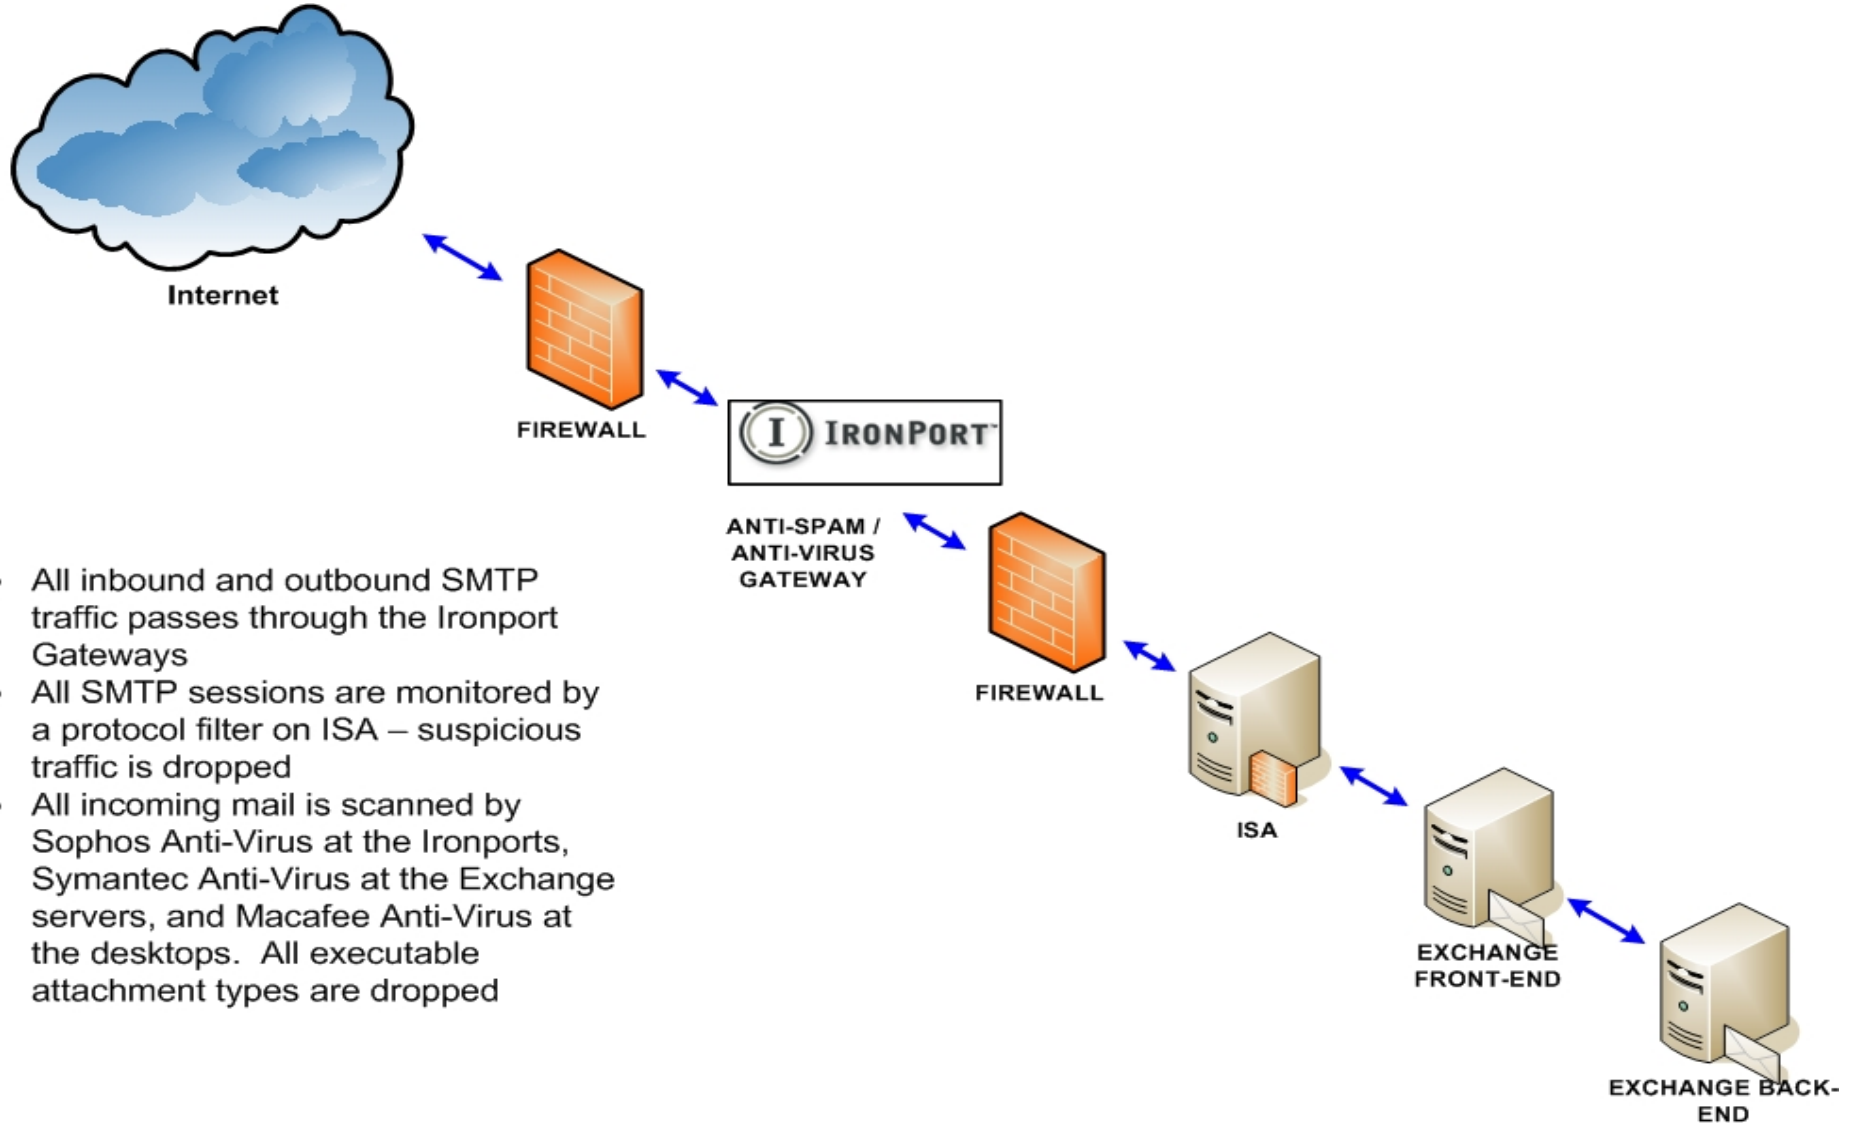 Internet
FIREWALL
I IRONPORT™
ANTI-SPAM /
ANTI-VIRUS
GATEWAY
FIREWALL
ISA
EXCHANGE
FRONT-END
EXCHANGE BACK-
END
All inbound and outbound SMTP
traffic passes through the Ironport
Gateways
All SMTP sessions are monitored by
a protocol filter on ISA – suspicious
traffic is dropped
All incoming mail is scanned by
Sophos Anti-Virus at the Ironports,
Symantec Anti-Virus at the Exchange
servers, and Macafee Anti-Virus at
the desktops.  All executable
attachment types are dropped